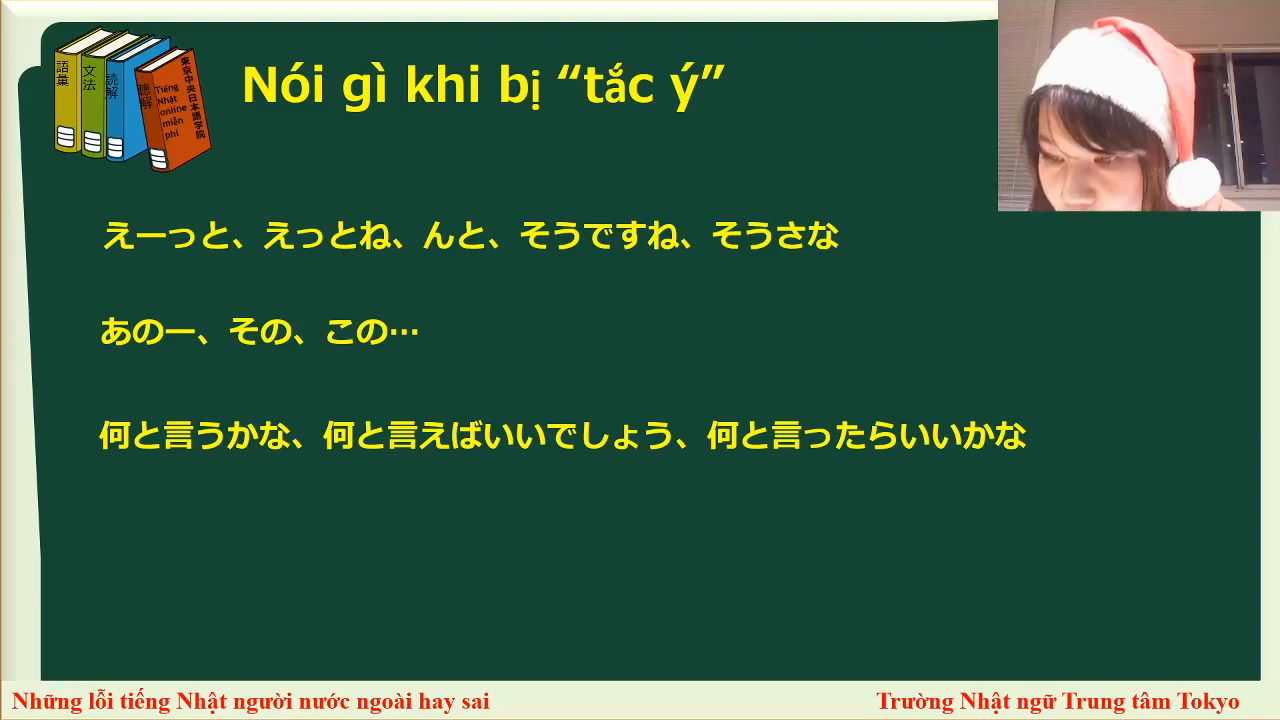 Nói gì khi bị “tắc ý”
語彙
文法
読解
聴解
Tiếng
Nhật
online
miễn
phí
東京中央日本語学院
えーっと、えっとね、んと、そうですね、そうさな
あのー、その、この…
何と言うかな、何と言えばいいでしょう、何と言ったらいいかな
Những lỗi tiếng Nhật người nước ngoài hay sai
Trường Nhật ngữ Trung tâm Tokyo